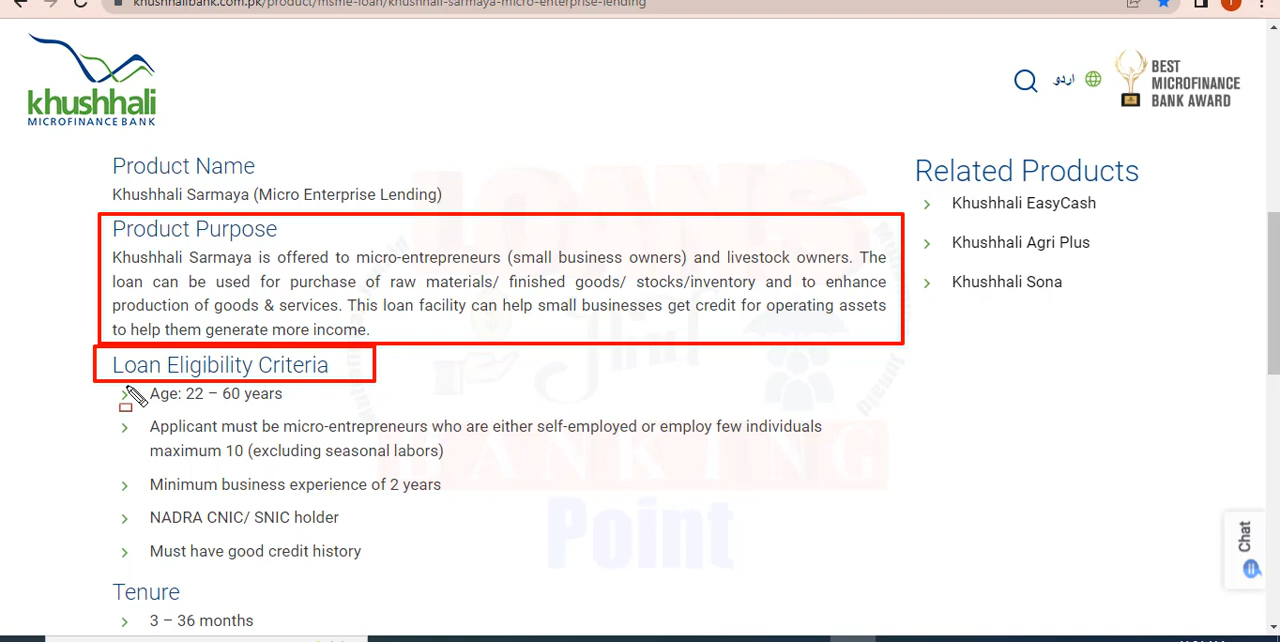 khushhalibank.com.pk/product/msme-loan/khushhali-sarmaya-micro-enterprise-lending
khushhali
MICROFINANCE BANK
اردو
BEST
MICROFINANCE
BANK AWARD
Product Name
Khushhali Sarmaya (Micro Enterprise Lending)
Product Purpose
Khushhali Sarmaya is offered to micro-entrepreneurs (small business owners) and livestock owners. The
loan can be used for purchase of raw materials/ finished goods/ stocks/inventory and to enhance
production of goods & services. This loan facility can help small businesses get credit for operating assets
to help them generate more income.
Loan Eligibility Criteria
Age: 22 – 60 years
Applicant must be micro-entrepreneurs who are either self-employed or employ few individuals
maximum 10 (excluding seasonal labors)
Minimum business experience of 2 years
NADRA CNIC/ SNIC holder
Must have good credit history
Tenure
3 – 36 months
Related Products
Khushhali EasyCash
Khushhali Agri Plus
Khushhali Sona
Chat
LOANS
And
BANKING
Point